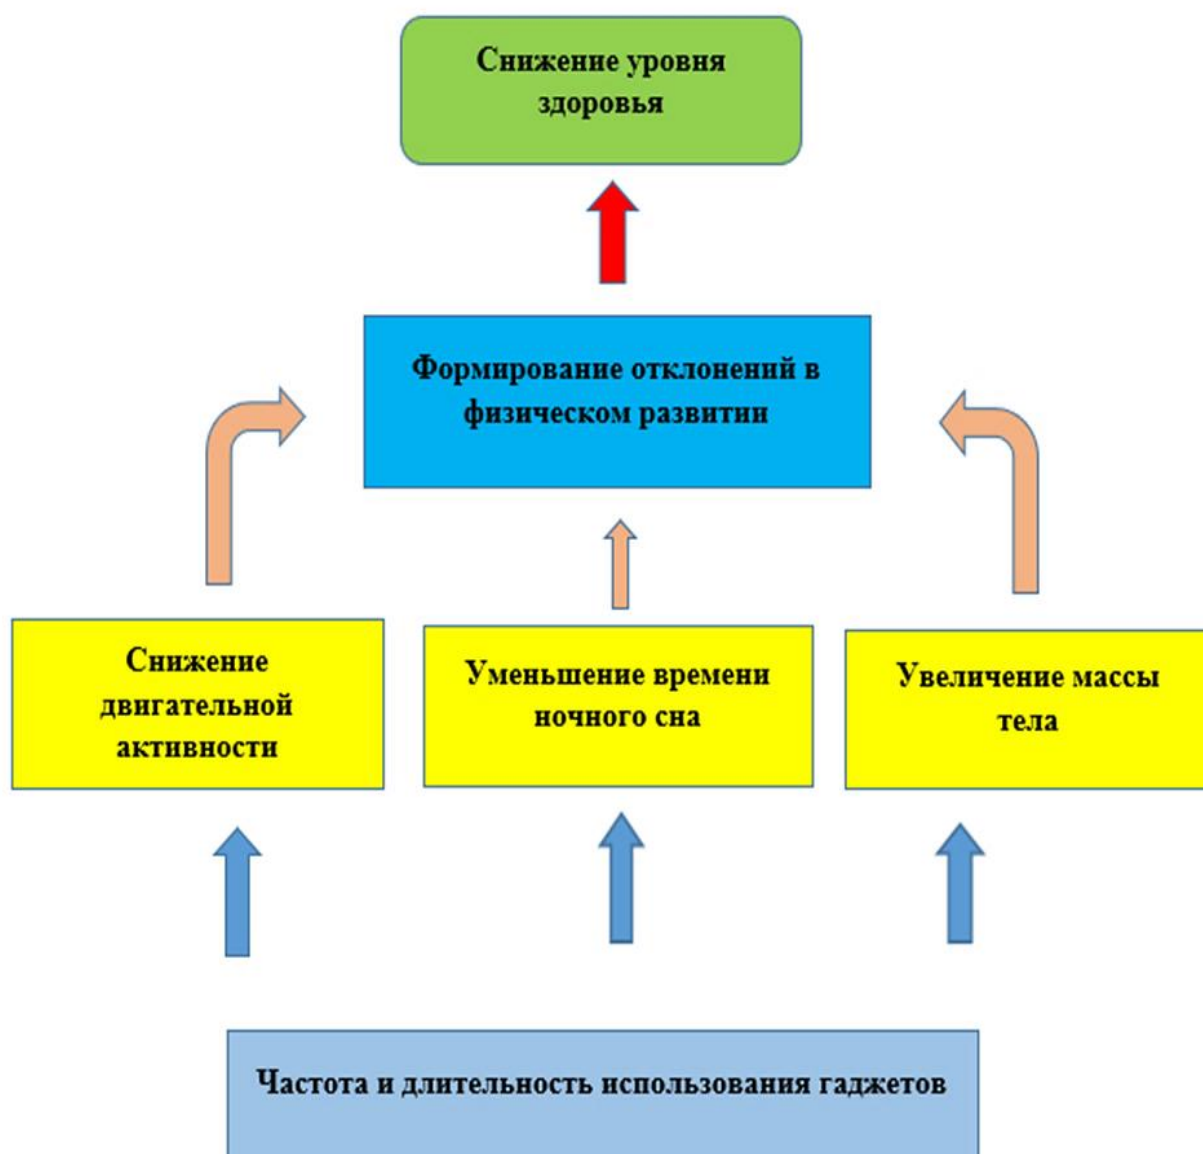 Снижение уровня
здоровья
Формирование отклонений в
физическом развитии
Снижение
двигательной
активности
Уменьшение времени
ночного сна
Увеличение массы
тела
Частота и длительность использования гаджетов